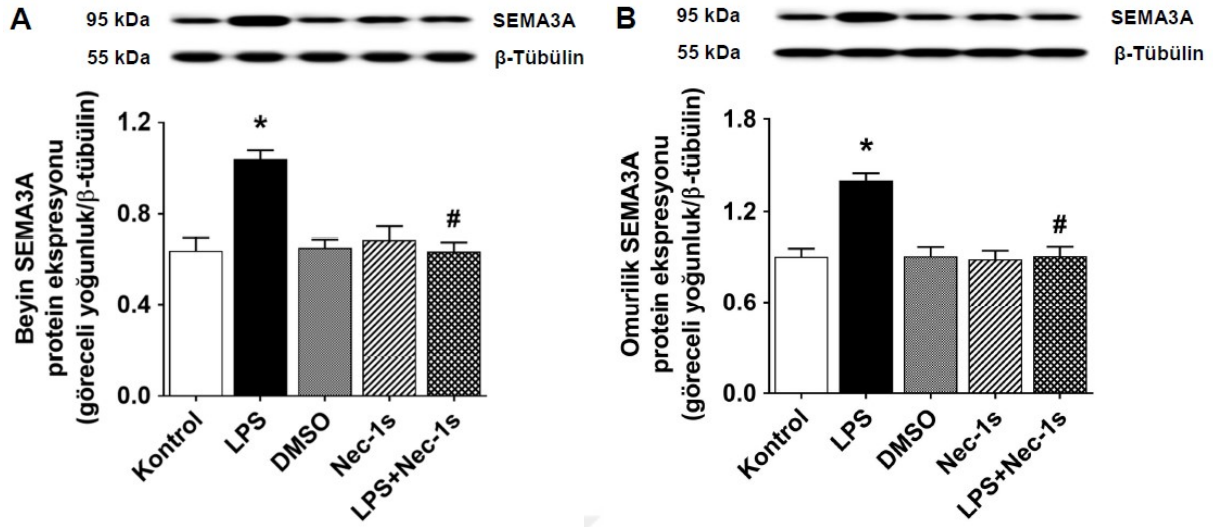 A
95 kDa
SEMA3A
55 kDa
β-Tübülin
Beyin SEMA3A
protein ekspresyonu
(göreceli yoğunluk/β-tübülin)
1.2
0.8
0.4
0.0
*
#
Kontrol
LPS
DMSO
Nec-1s
LPS+Nec-1s
B
95 kDa
SEMA3A
55 kDa
β-Tübülin
Omurilik SEMA3A
protein ekspresyonu
(göreceli yoğunluk/β-tübülin)
1.8
1.2
0.6
0.0
*
#
Kontrol
LPS
DMSO
Nec-1s
LPS+Nec-1s